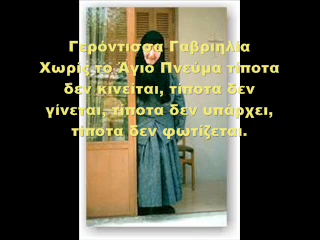 Γερόντισσα Γαβριηλία
Χωρίς το Άγιο Πνεύμα τίποτα
δεν κινείται, τίποτα δεν
γίνεται, τίποτα δεν υπάρχει,
τίποτα δεν φωτίζεται.